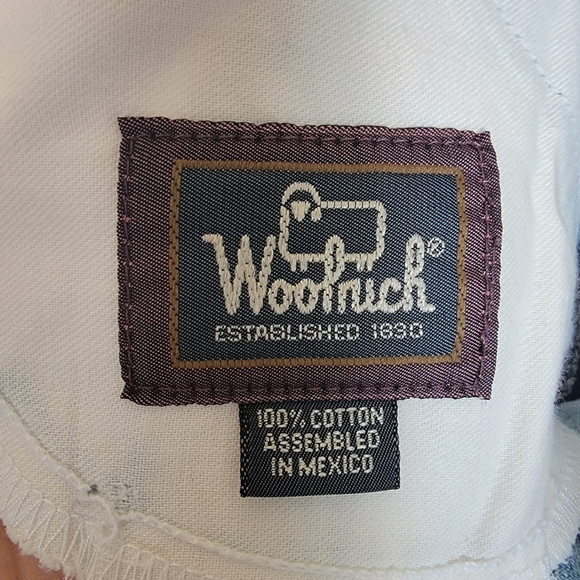 Woolrich®
ESTABLISHED 1830
100% COTTON
ASSEMBLED
IN MEXICO